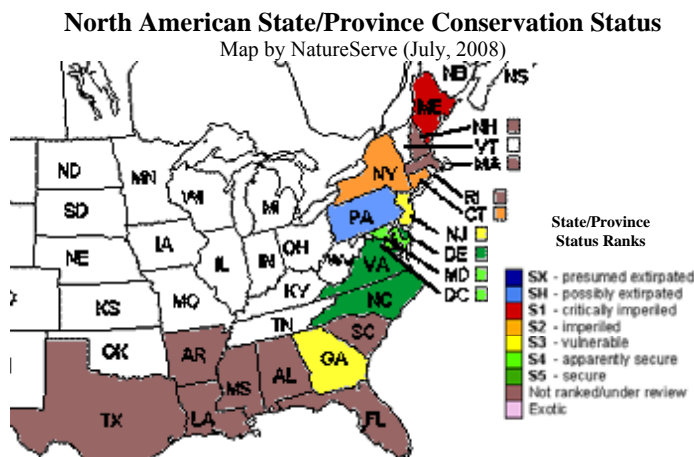 North American State/Province Conservation Status
Map by NatureServe (July, 2008)
NB
NS
ME
NH
VT
MA
ND
MN
WI
MI
NY
RI
CT
SD
PA
NJ
IA
NE
IL
IN
OH
DE
MD
DC
VA
KS
MO
KY
NC
TN
OK
AR
SC
MS
AL
GA
TX
LA
FL
State/Province
Status Ranks
SX - presumed extirpated
SH - possibly extirpated
S1 - critically imperiled
S2 - imperiled
S3 - vulnerable
S4 - apparently secure
S5 - secure
Not ranked/under review
Exotic